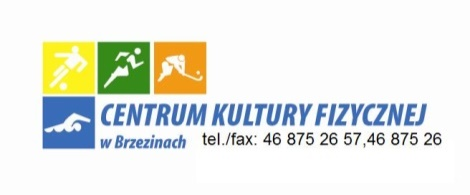 CENTRUM KULTURY FIZYCZNEJ
w Brzezinach tel./fax: 46 875 26 57,46 875 26